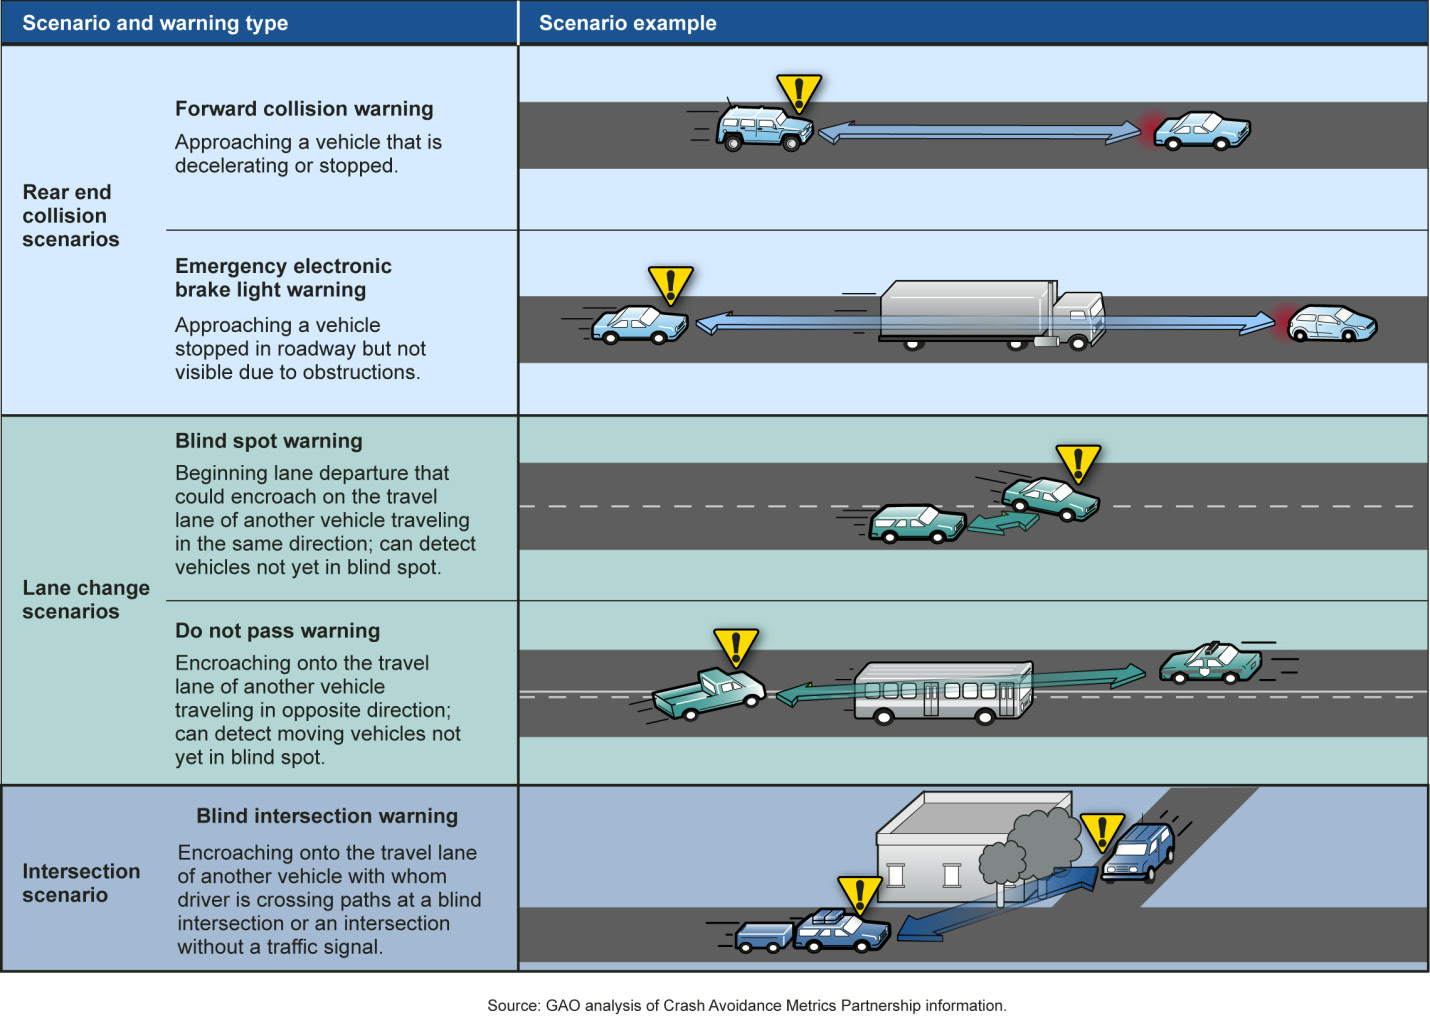 Scenario and warning type
Scenario example
Rear end
collision
scenarios
Forward collision warning
Approaching a vehicle that is
decelerating or stopped.
Emergency electronic
brake light warning
Approaching a vehicle
stopped in roadway but not
visible due to obstructions.
Lane change
scenarios
Blind spot warning
Beginning lane departure that
could encroach on the travel
lane of another vehicle traveling
in the same direction; can detect
vehicles not yet in blind spot.
Do not pass warning
Encroaching onto the travel
lane of another vehicle
traveling in opposite direction;
can detect moving vehicles not
yet in blind spot.
Intersection
scenario
Blind intersection warning
Encroaching onto the travel lane
of another vehicle with whom
driver is crossing paths at a blind
intersection or an intersection
without a traffic signal.
Source: GAO analysis of Crash Avoidance Metrics Partnership information.